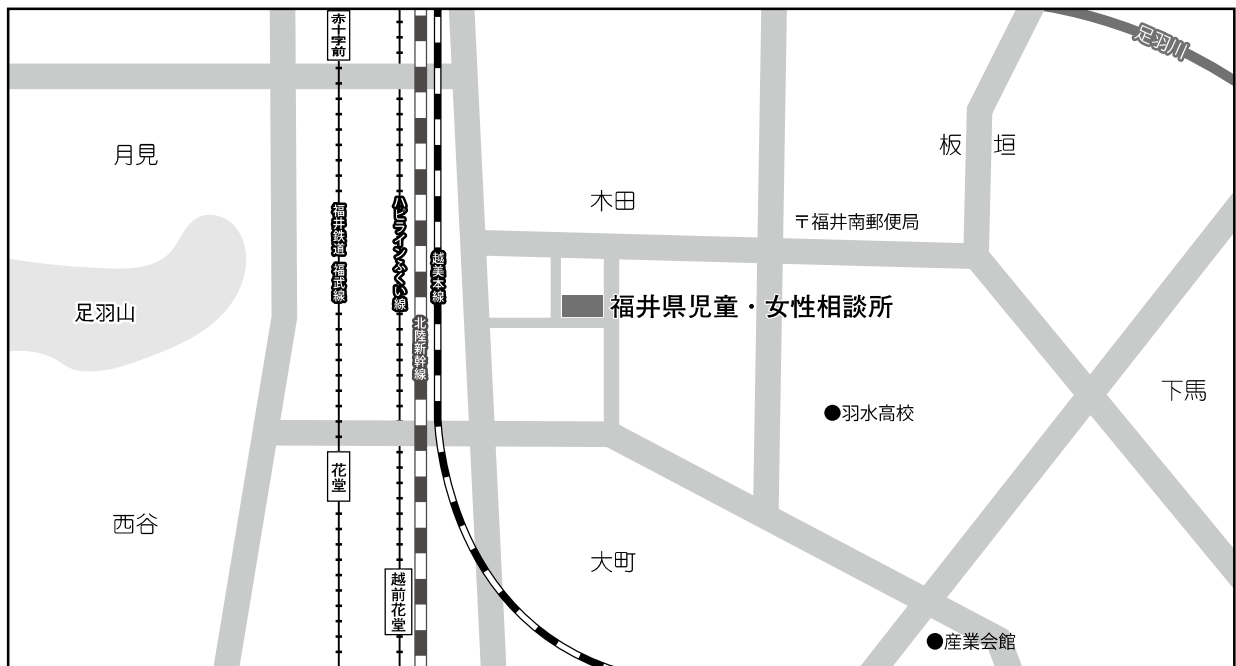 赤十字前
足羽川
月見
板垣
木田
〒福井南郵便局
福井鉄道 福武線
ハピラインふくい線
越美本線
北陸新幹線
足羽山
福井県児童・女性相談所
下馬
●羽水高校
花堂
西谷
大町
越前花堂
●産業会館